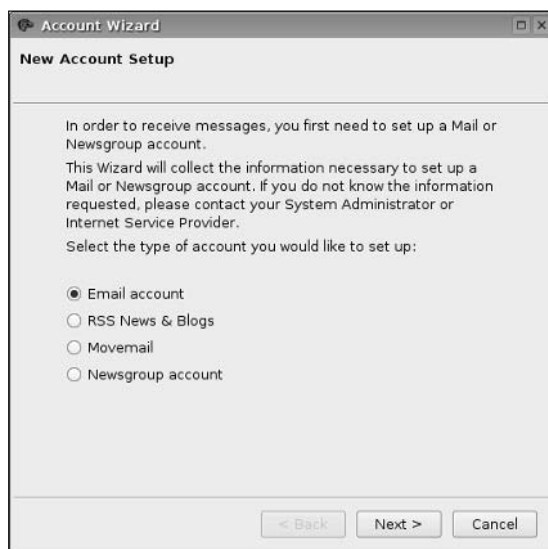 Account Wizard
New Account Setup
In order to receive messages, you first need to set up a Mail or
Newsgroup account.
This Wizard will collect the information necessary to set up a
Mail or Newsgroup account. If you do not know the information
requested, please contact your System Administrator or
Internet Service Provider.
Select the type of account you would like to set up:
Email account
RSS News & Blogs
Movemail
Newsgroup account
< Back Next > Cancel